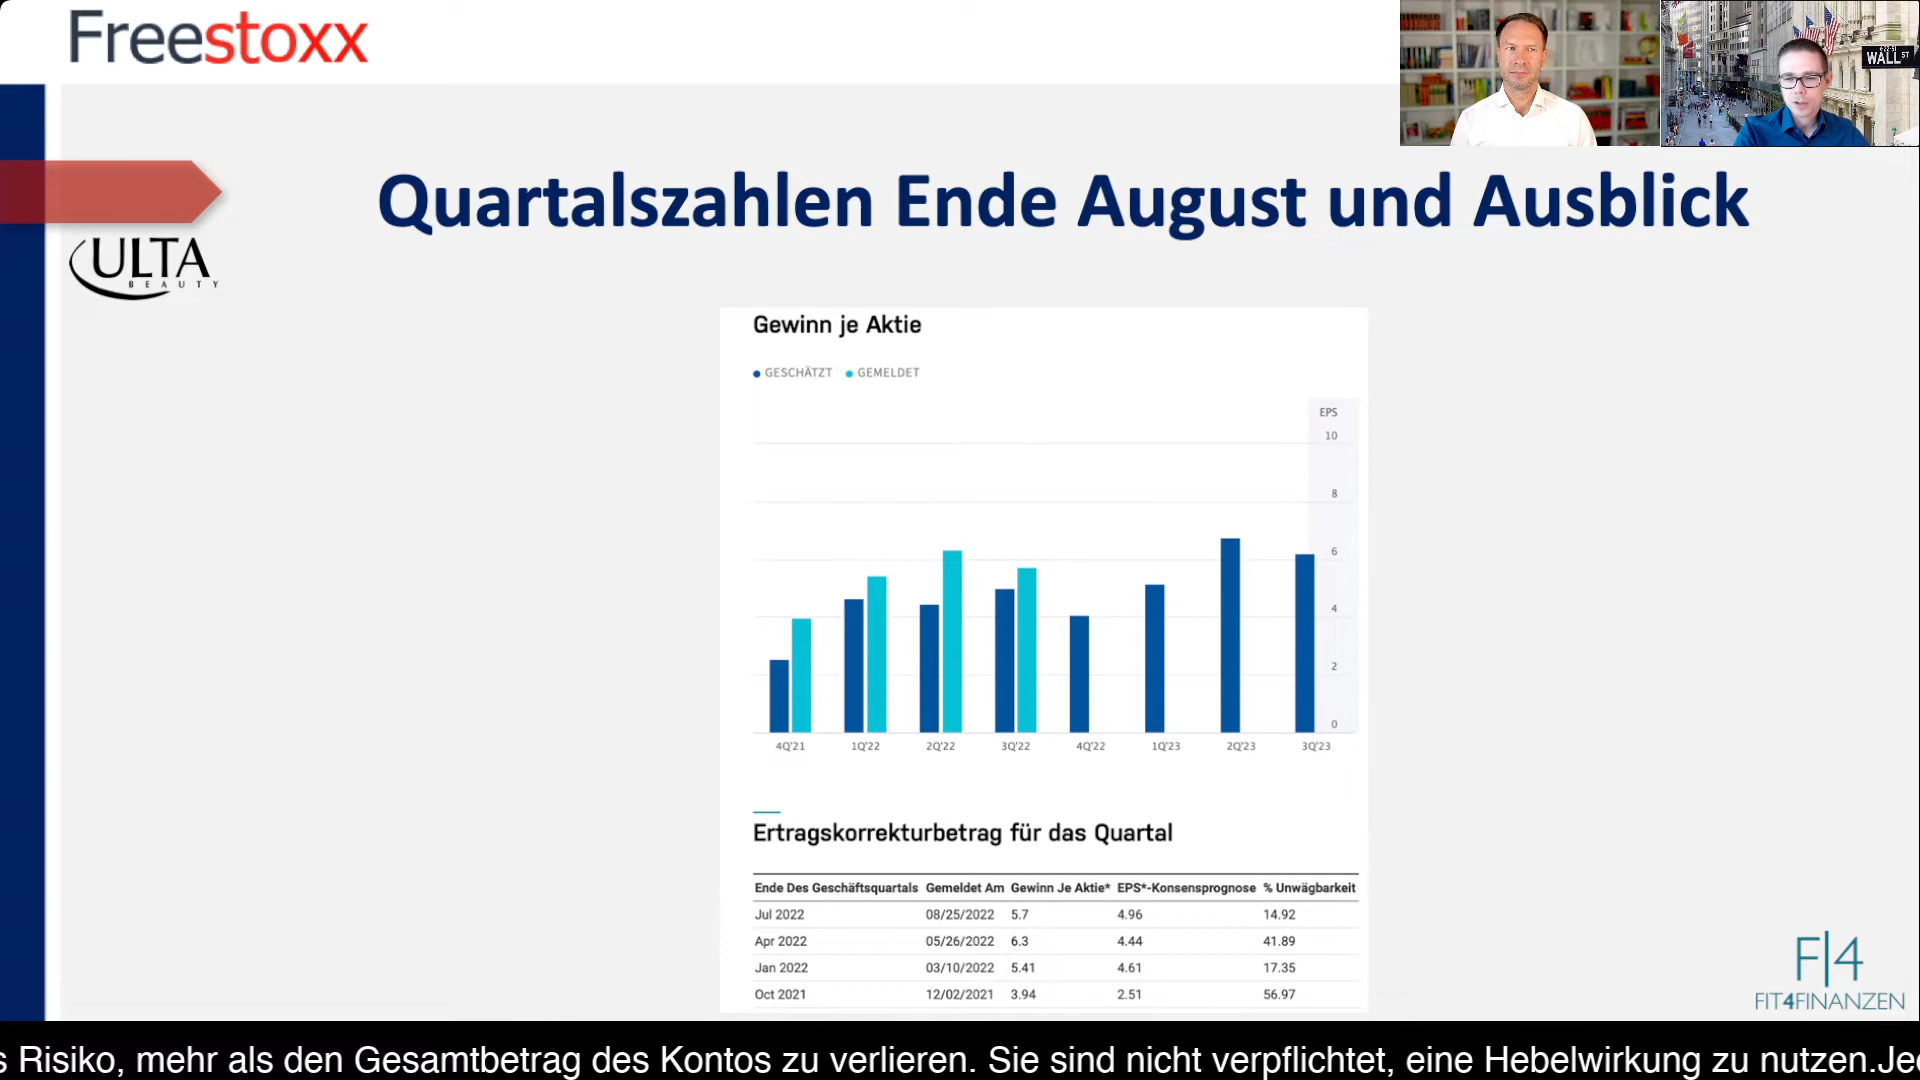 Freestoxx
WALL ST
Quartalszahlen Ende August und Ausblick
ULTA
BEAUTY
Gewinn je Aktie
GESCHÄTZT GEMELDET
EPS
10
8
6
4
2
0
4Q'21 1Q'22 2Q'22 3Q'22 4Q'22 1Q'23 2Q'23 3Q'23
Ertragskorrekturbetrag für das Quartal
Ende Des Geschäftsquartals Gemeldet Am Gewinn Je Aktie* EPS*-Konsensprognose % Unwägbarkeit
Jul 2022 08/25/2022 5.7 4.96 14.92
Apr 2022 05/26/2022 6.3 4.44 41.89
Jan 2022 03/10/2022 5.41 4.61 17.35
Oct 2021 12/02/2021 3.94 2.51 56.97
F|4
FIT4FINANZEN
s Risiko, mehr als den Gesamtbetrag des Kontos zu verlieren. Sie sind nicht verpflichtet, eine Hebelwirkung zu nutzen.Jed